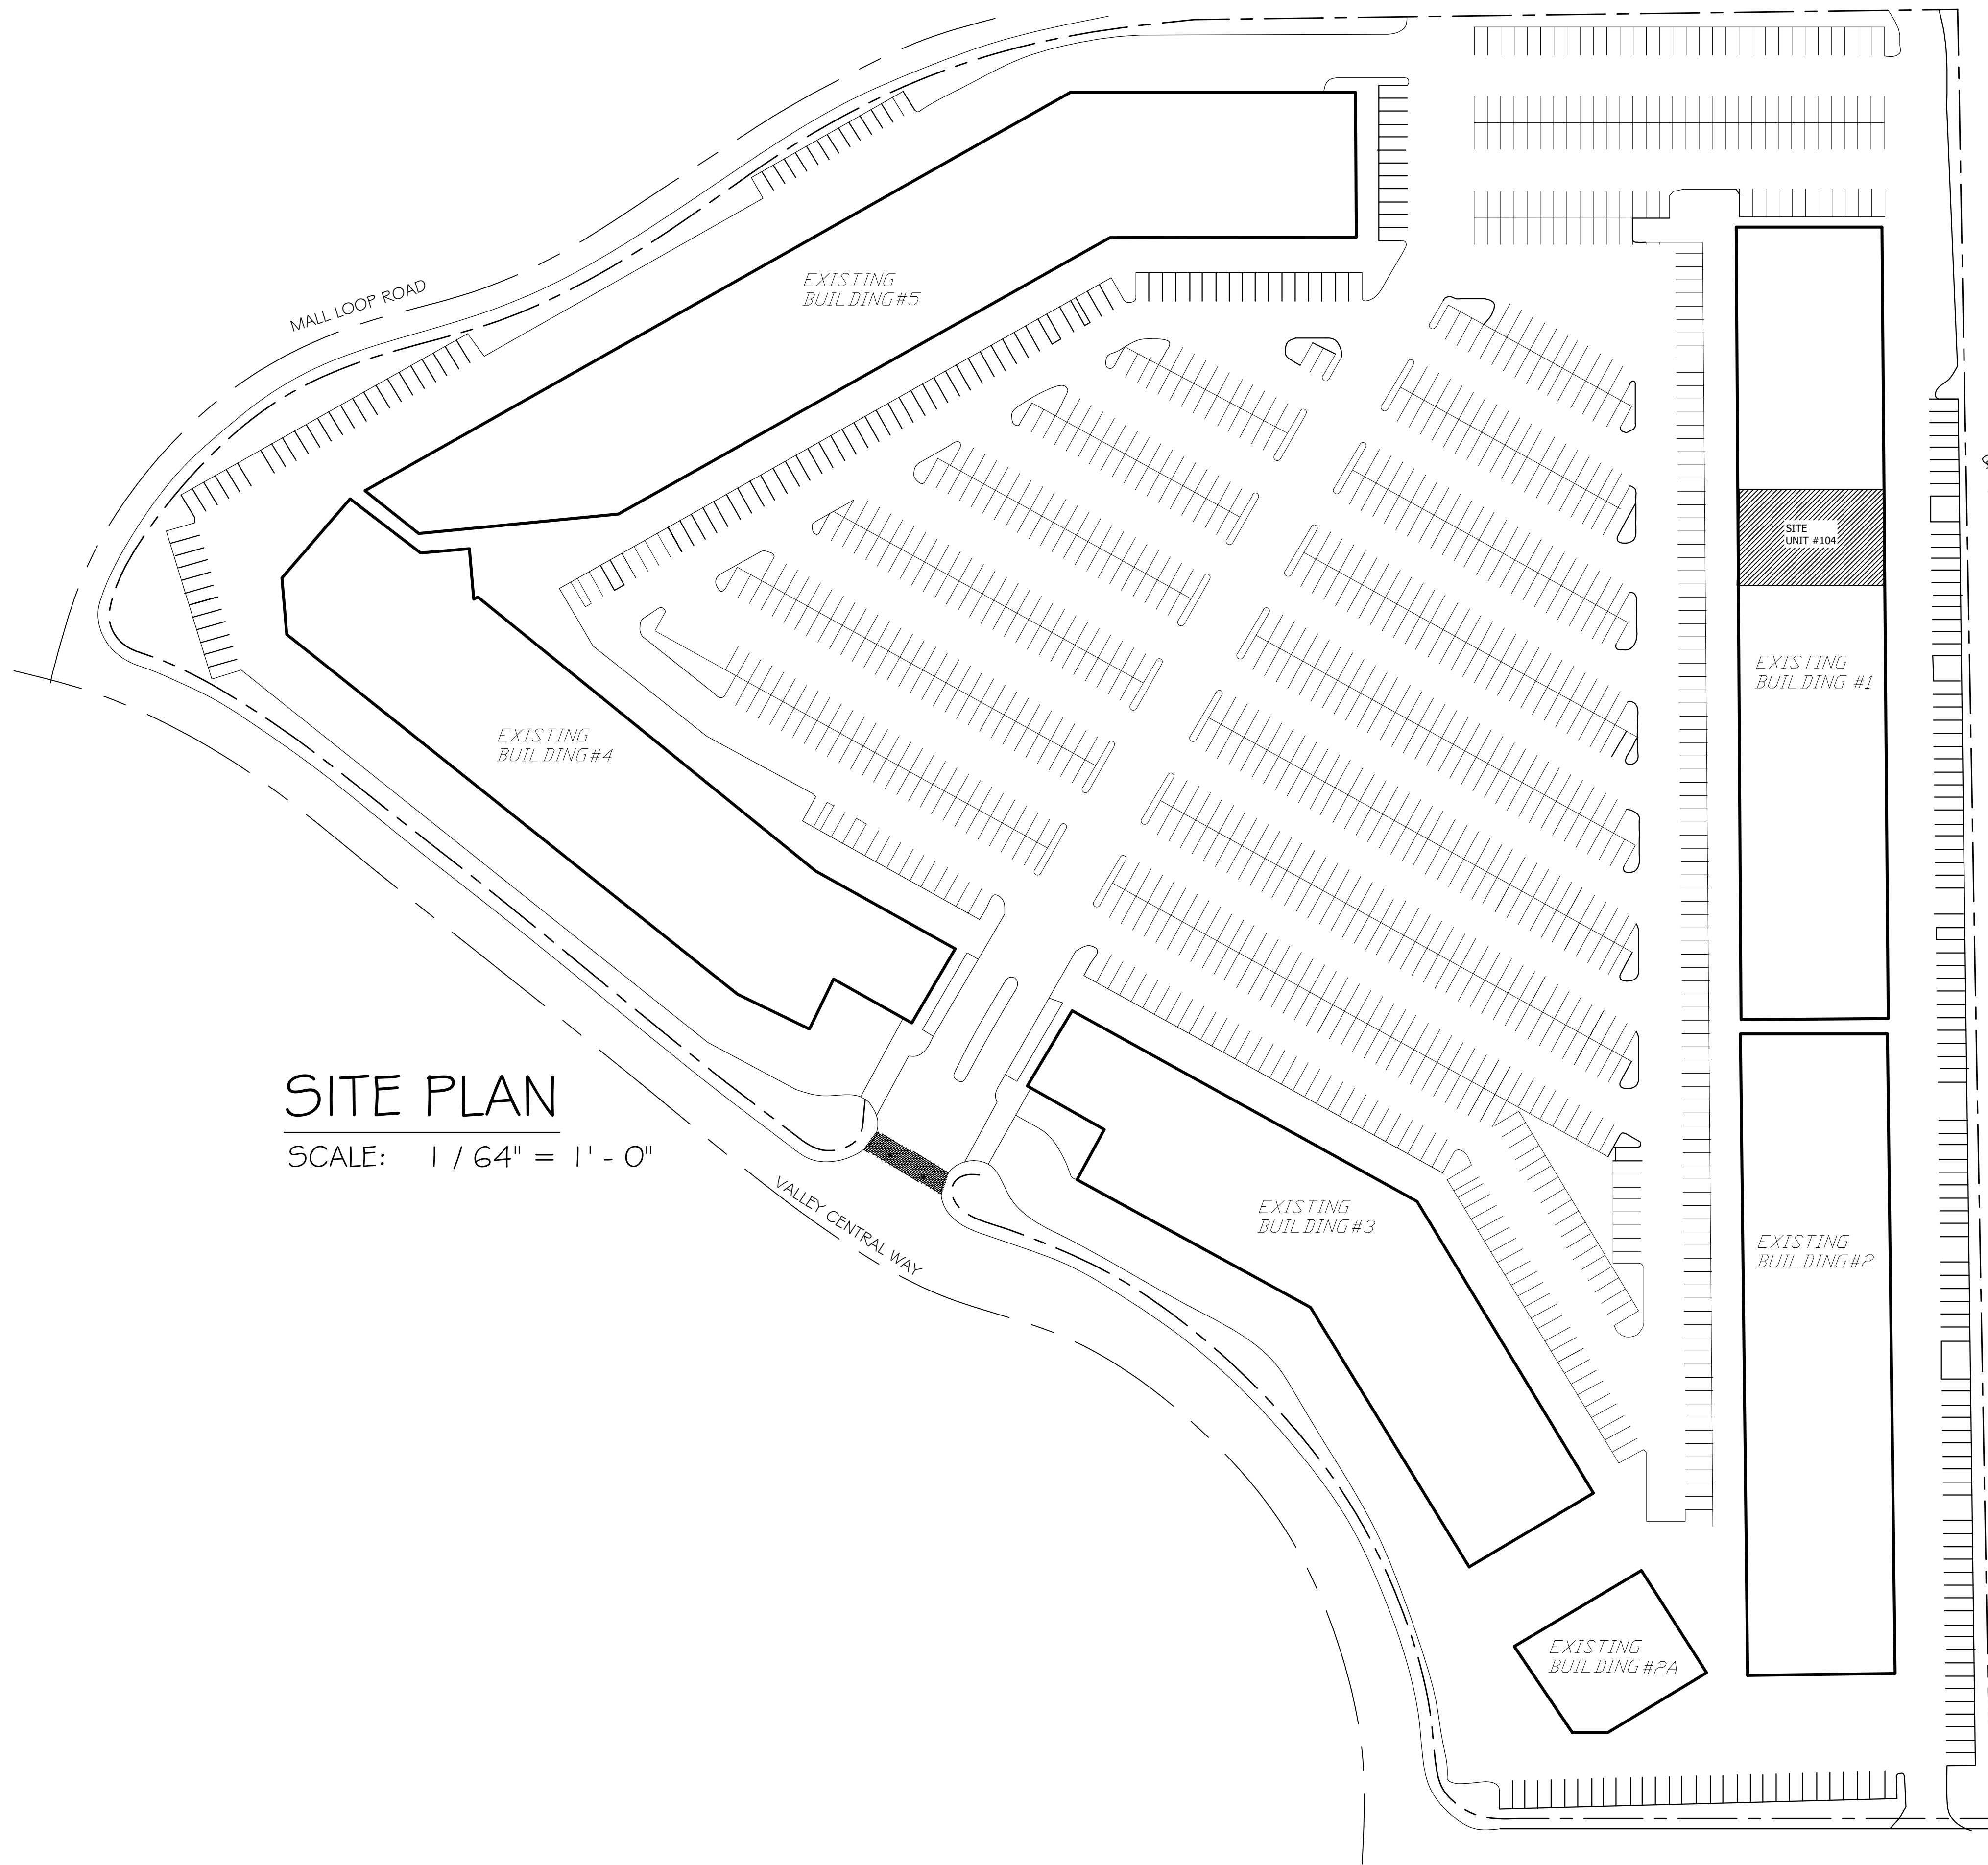 MALL LOOP ROAD
EXISTING
BUILDING #5
SITE
UNIT #104
EXISTING
BUILDING #1
EXISTING
BUILDING #4
SITE PLAN
SCALE: 1 / 64" = 1' - 0"
VALLEY CENTRAL WAY
EXISTING
BUILDING #3
EXISTING
BUILDING #2
EXISTING
BUILDING #2A